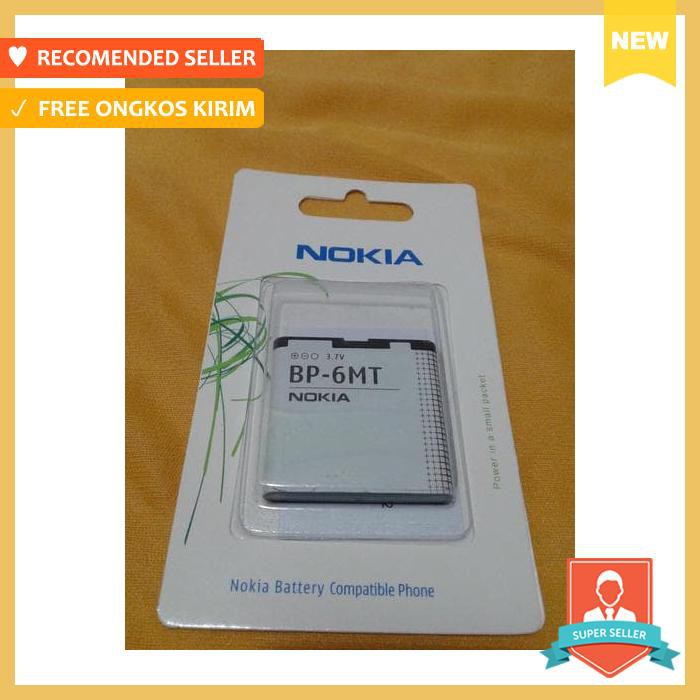 RECOMENDED SELLER
FREE ONGKOS KIRIM
NEW
NOKIA
3.7V
BP-6MT
NOKIA
Power in a small packet
Nokia Battery Compatible Phone
SUPER SELLER